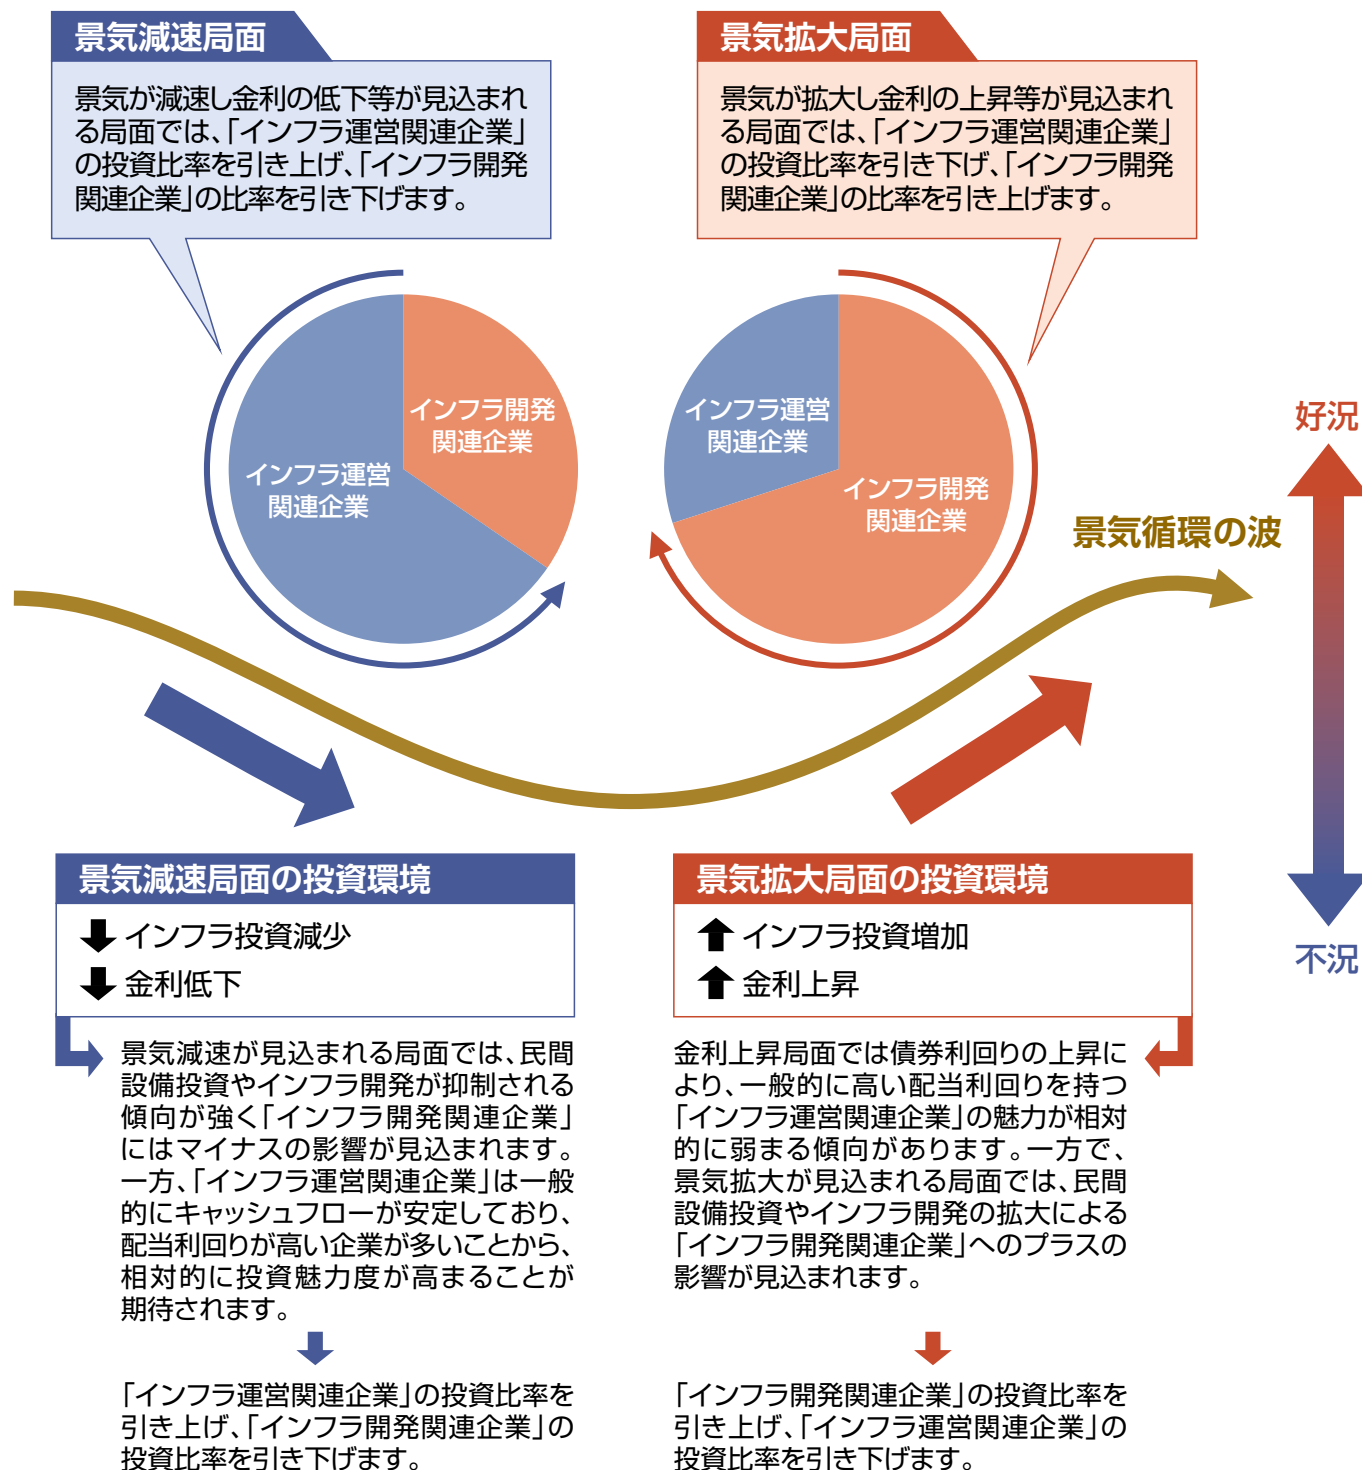 景気減速局面
景気が減速し金利の低下等が見込まれ
る局面では、「インフラ運営関連企業」
の投資比率を引き上げ、「インフラ開発
関連企業」の比率を引き下げます。
景気拡大局面
景気が拡大し金利の上昇等が見込まれ
る局面では、「インフラ運営関連企業」
の投資比率を引き下げ、「インフラ開発
関連企業」の比率を引き上げます。
インフラ開発
関連企業
インフラ運営
関連企業
インフラ運営
関連企業
インフラ開発
関連企業
好況
景気循環の波
不況
景気減速局面の投資環境
インフラ投資減少
金利低下
景気減速が見込まれる局面では、民間
設備投資やインフラ開発が抑制される
傾向が強く「インフラ開発関連企業」
にはマイナスの影響が見込まれます。
一方、「インフラ運営関連企業」は一般
的にキャッシュフローが安定しており、
配当利回りが高い企業が多いことから、
相対的に投資魅力度が高まることが
期待されます。
「インフラ運営関連企業」の投資比率を
引き上げ、「インフラ開発関連企業」の
投資比率を引き下げます。
景気拡大局面の投資環境
インフラ投資増加
金利上昇
金利上昇局面では債券利回りの上昇に
より、一般的に高い配当利回りを持つ
「インフラ運営関連企業」の魅力が相対
的に弱まる傾向があります。一方で、
景気拡大が見込まれる局面では、民間
設備投資やインフラ開発の拡大による
「インフラ開発関連企業」へのプラスの
影響が見込まれます。
「インフラ開発関連企業」の投資比率を
引き上げ、「インフラ運営関連企業」の
投資比率を引き下げます。